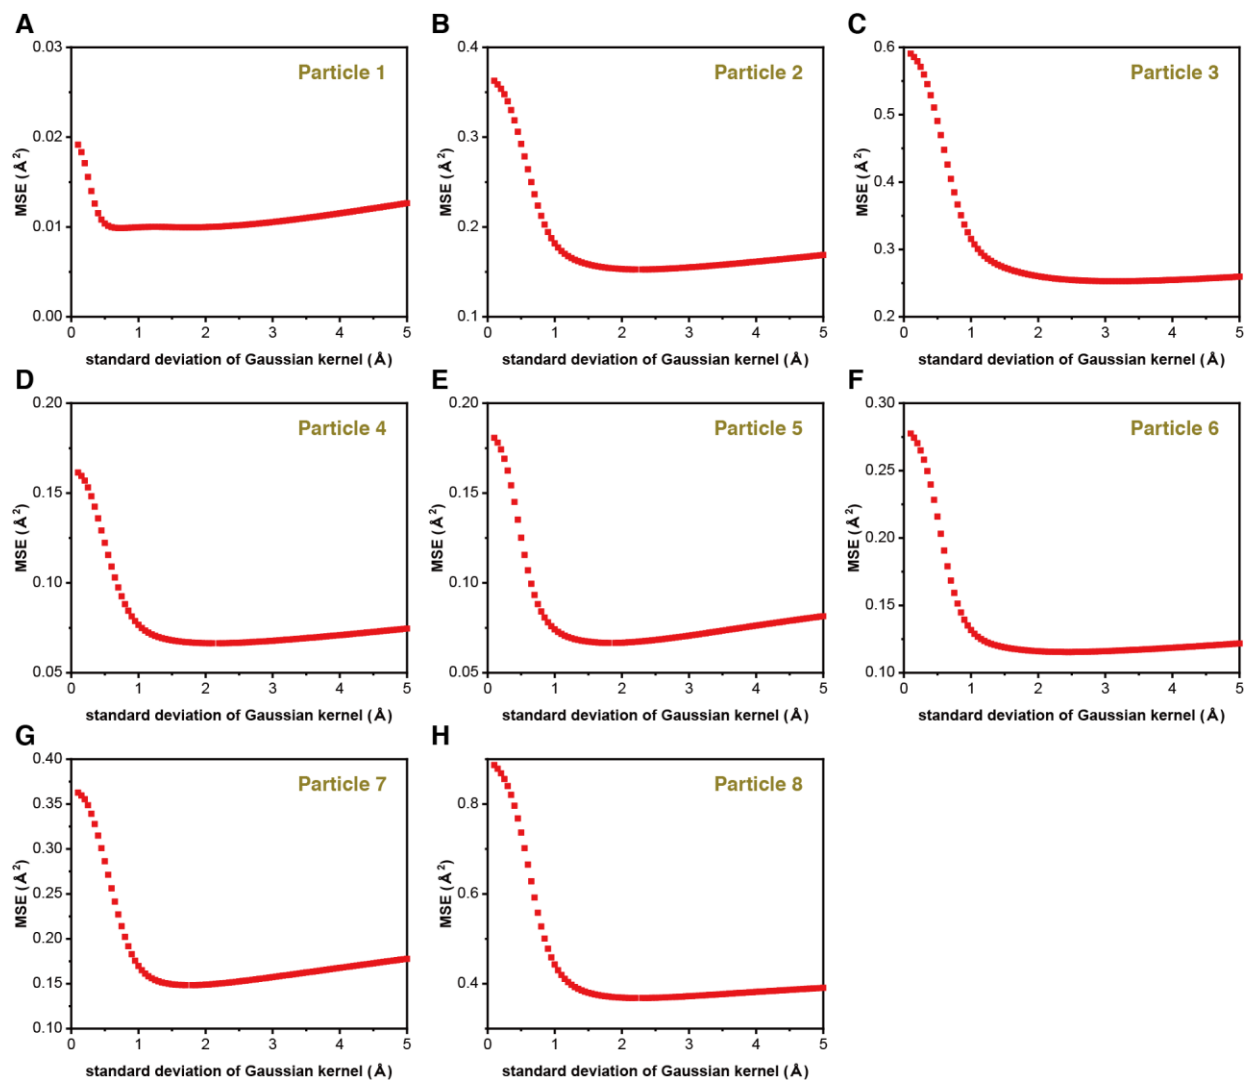 A
Particle 1
MSE (Å²)
0.03
0.02
0.01
0.00
0 1 2 3 4 5
standard deviation of Gaussian kernel (Å)
B
Particle 2
MSE (Å²)
0.4
0.3
0.2
0.1
0 1 2 3 4 5
standard deviation of Gaussian kernel (Å)
C
Particle 3
MSE (Å²)
0.6
0.5
0.4
0.3
0.2
0 1 2 3 4 5
standard deviation of Gaussian kernel (Å)
D
Particle 4
MSE (Å²)
0.20
0.15
0.10
0.05
0 1 2 3 4 5
standard deviation of Gaussian kernel (Å)
E
Particle 5
MSE (Å²)
0.20
0.15
0.10
0.05
0 1 2 3 4 5
standard deviation of Gaussian kernel (Å)
F
Particle 6
MSE (Å²)
0.30
0.25
0.20
0.15
0.10
0 1 2 3 4 5
standard deviation of Gaussian kernel (Å)
G
Particle 7
MSE (Å²)
0.40
0.35
0.30
0.25
0.20
0.15
0.10
0 1 2 3 4 5
standard deviation of Gaussian kernel (Å)
H
Particle 8
MSE (Å²)
0.8
0.6
0.4
0 1 2 3 4 5
standard deviation of Gaussian kernel (Å)